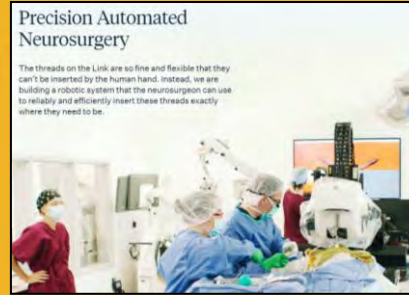 Precision Automated
Neurosurgery
The threads on the Link are so fine and flexible that they
can't be inserted by the human hand. Instead, we are
building a robotic system that the neurosurgeon can use
to reliably and efficiently insert these threads exactly
where they need to be.